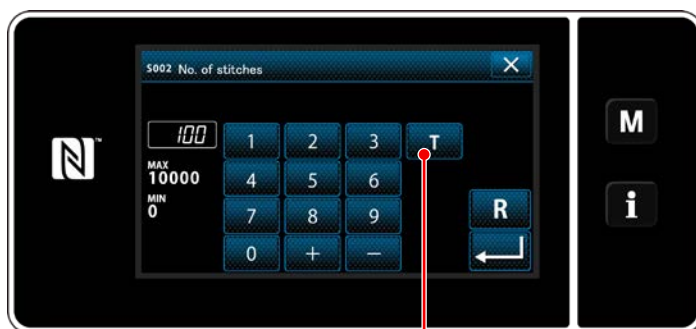 S002 No. of stitches
100
1 2 3 T
MAX
10000
4 5 6
MIN
0
7 8 9 R
0 + −
M
i
N